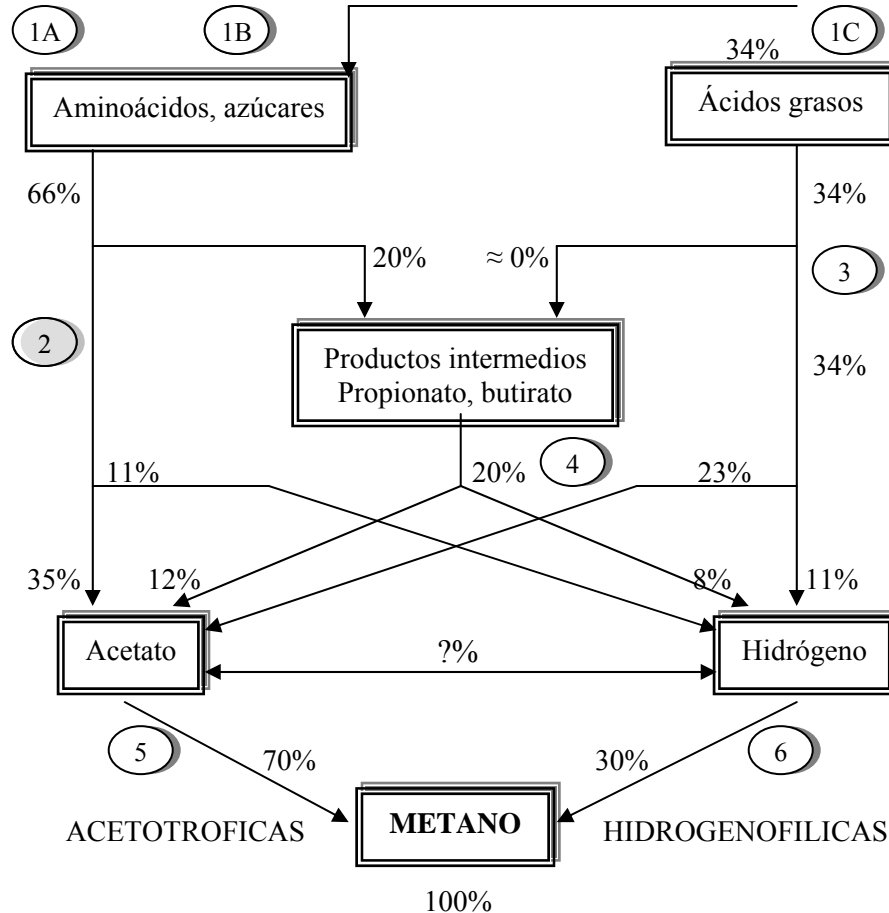 1A
1B
1C
34%
Aminoácidos, azúcares
Ácidos grasos
66%
34%
20%
≈ 0%
3
2
Productos intermedios
Propionato, butirato
34%
4
11%
20%
23%
35%
12%
8%
11%
Acetato
?%
Hidrógeno
5
70%
30%
6
ACETOTROFICAS
METANO
HIDROGENOFILICAS
100%